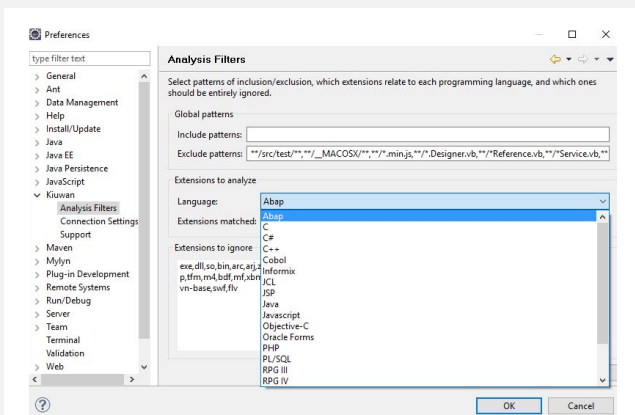 Preferences
type filter text
General
Ant
Data Management
Help
Install/Update
Java
Java EE
Java Persistence
JavaScript
Kiuwan
Analysis Filters
Connection Settings
Support
Maven
Mylyn
Plug-in Development
Remote Systems
Run/Debug
Server
Team
Terminal
Validation
Web
Analysis Filters
Select patterns of inclusion/exclusion, which extensions relate to each programming language, and which ones
should be entirely ignored.
Global patterns
Include patterns:
Exclude patterns: **/src/test/**,**/__MACOSX/**,**/*.min.js,**/*.Designer.vb,**/*Reference.vb,**/*Service.vb,**
Extensions to analyze
Language: Abap
Extensions matched:
Abap
C
C#
C++
Cobol
Informix
JCL
JSP
Java
Javascript
Objective-C
Oracle Forms
PHP
PL/SQL
RPG III
RPG IV
Extensions to ignore
exe,dll,so,bin,arc,arj,
p,tfm,m4,bdf,mf,xbn
vn-base,swf,flv
OK Cancel